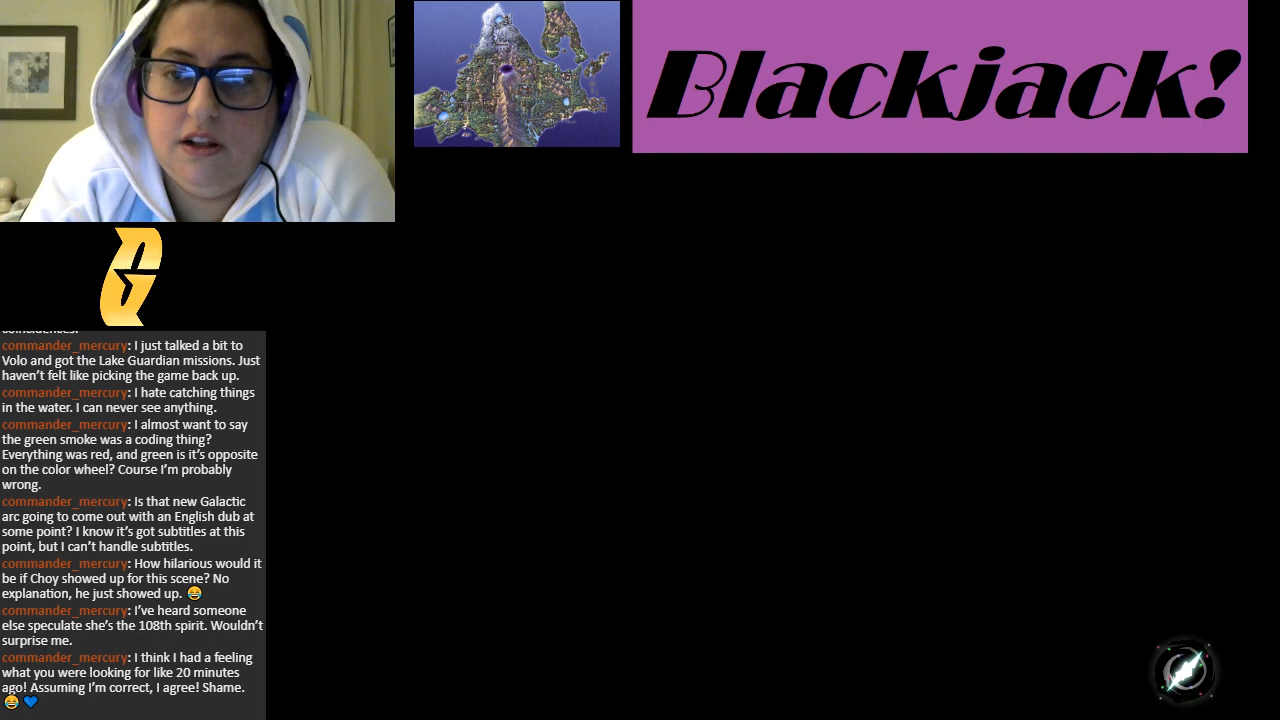 Blackjack!
coincidences.
commander_mercury: I just talked a bit to
Volo and got the Lake Guardian missions. Just
haven’t felt like picking the game back up.
commander_mercury: I hate catching things
in the water. I can never see anything.
commander_mercury: I almost want to say
the green smoke was a coding thing?
Everything was red, and green is it’s opposite
on the color wheel? Course I’m probably
wrong.
commander_mercury: Is that new Galactic
arc going to come out with an English dub at
some point? I know it’s got subtitles at this
point, but I can’t handle subtitles.
commander_mercury: How hilarious would it
be if Choy showed up for this scene? No
explanation, he just showed up. 😂
commander_mercury: I’ve heard someone
else speculate she’s the 108th spirit. Wouldn’t
surprise me.
commander_mercury: I think I had a feeling
what you were looking for like 20 minutes
ago! Assuming I’m correct, I agree! Shame.
😂 💙